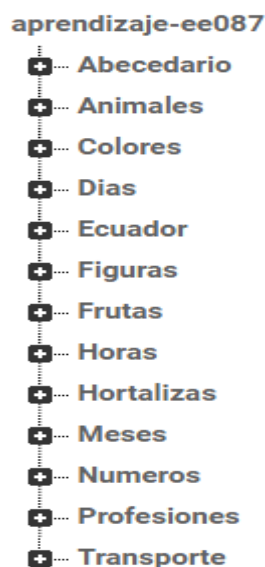 aprendizaje-ee087
Abecedario
Animales
Colores
Dias
Ecuador
Figuras
Frutas
Horas
Hortalizas
Meses
Numeros
Profesiones
Transporte